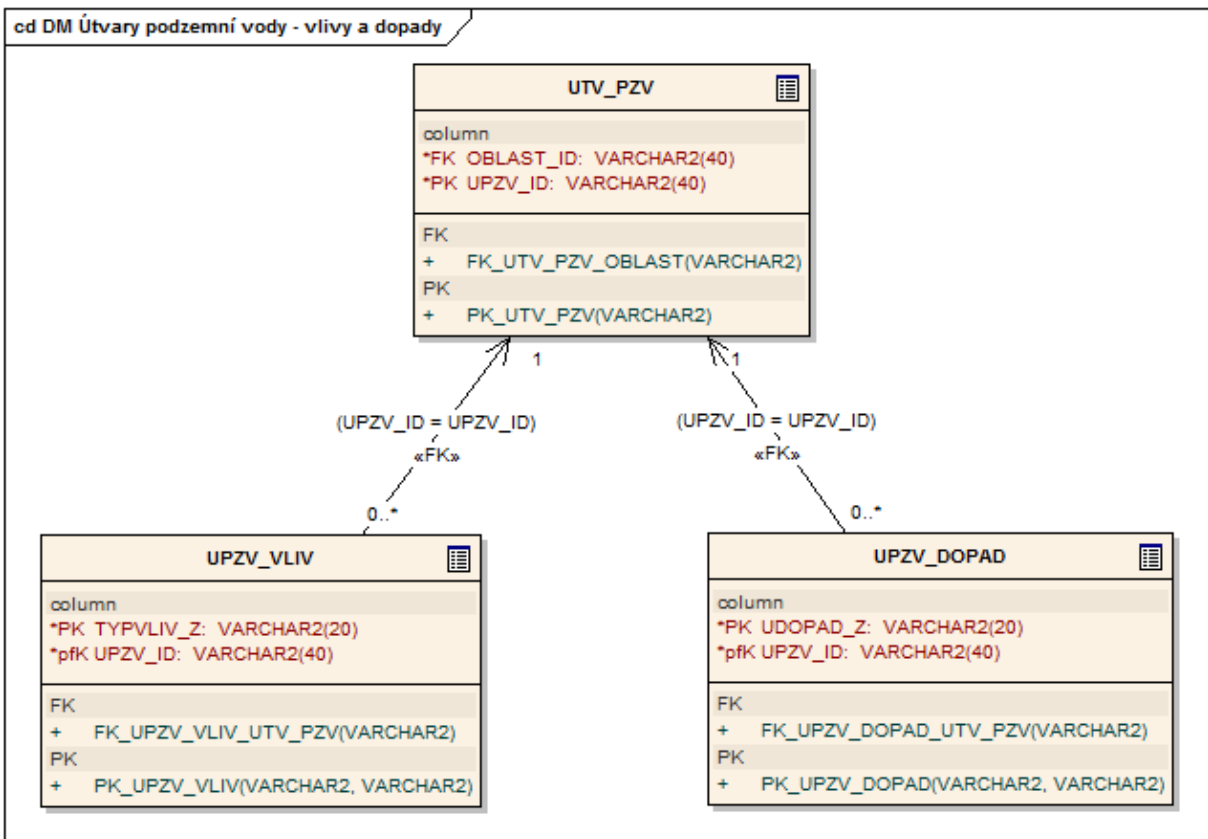 cd DM Útvary podzemní vody - vlivy a dopady
UTV_PZV
column
*FK OBLAST_ID: VARCHAR2(40)
*PK UPZV_ID: VARCHAR2(40)
FK
+ FK_UTV_PZV_OBLAST(VARCHAR2)
PK
+ PK_UTV_PZV(VARCHAR2)
1
1
(UPZV_ID = UPZV_ID)
«FK»
0..*
(UPZV_ID = UPZV_ID)
«FK»
0..*
UPZV_VLIV
column
*PK TYPVLIV_Z: VARCHAR2(20)
*pfK UPZV_ID: VARCHAR2(40)
FK
+ FK_UPZV_VLIV_UTV_PZV(VARCHAR2)
PK
+ PK_UPZV_VLIV(VARCHAR2, VARCHAR2)
UPZV_DOPAD
column
*PK UDOPAD_Z: VARCHAR2(20)
*pfK UPZV_ID: VARCHAR2(40)
FK
+ FK_UPZV_DOPAD_UTV_PZV(VARCHAR2)
PK
+ PK_UPZV_DOPAD(VARCHAR2, VARCHAR2)